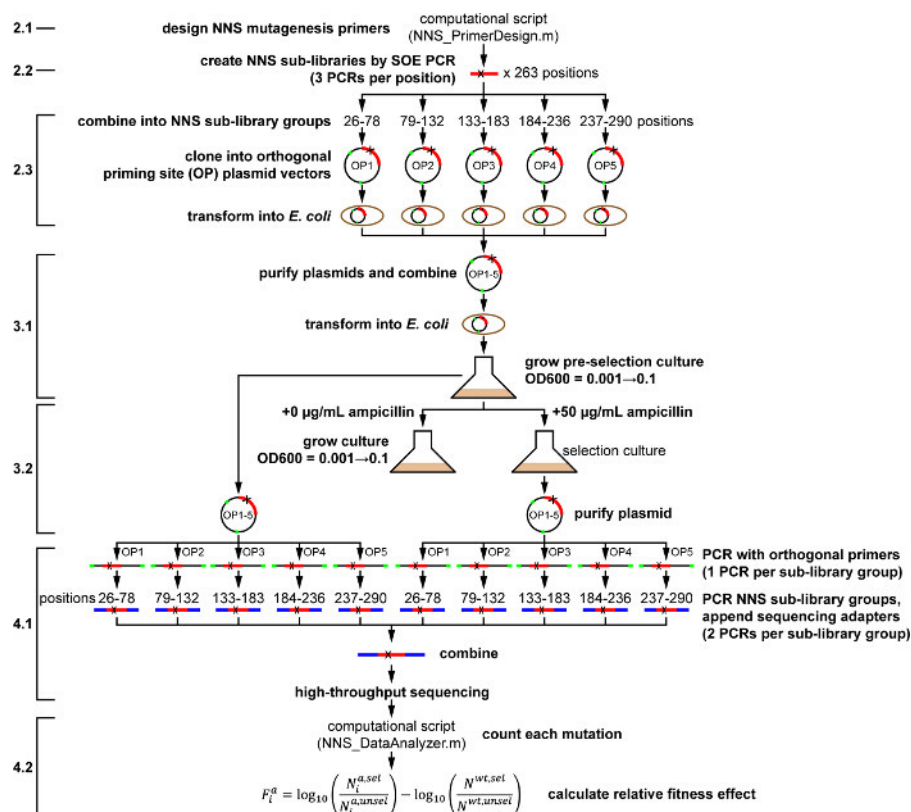 2.1
design NNS mutagenesis primers
computational script
(NNS_PrimerDesign.m)
2.2
create NNS sub-libraries by SOE PCR
(3 PCRs per position)
x 263 positions
2.3
combine into NNS sub-library groups
26-78 79-132 133-183 184-236 237-290 positions
clone into orthogonal
priming site (OP) plasmid vectors
OP1 OP2 OP3 OP4 OP5
transform into E. coli
3.1
purify plasmids and combine
OP1-5
transform into E. coli
grow pre-selection culture
OD600 = 0.001→0.1
3.2
+0 µg/mL ampicillin
+50 µg/mL ampicillin
grow culture
OD600 = 0.001→0.1
selection culture
OP1-5
OP1-5
purify plasmid
4.1
OP1 OP2 OP3 OP4 OP5 OP1 OP2 OP3 OP4 OP5
PCR with orthogonal primers
(1 PCR per sub-library group)
positions 26-78 79-132 133-183 184-236 237-290 26-78 79-132 133-183 184-236 237-290
PCR NNS sub-library groups,
append sequencing adapters
(2 PCRs per sub-library group)
combine
high-throughput sequencing
4.2
computational script
(NNS_DataAnalyzer.m)
count each mutation
F_i^a = log₁₀(N_i^{a,sel}/N_i^{a,unsel}) − log₁₀(N^{wt,sel}/N^{wt,unsel})
calculate relative fitness effect